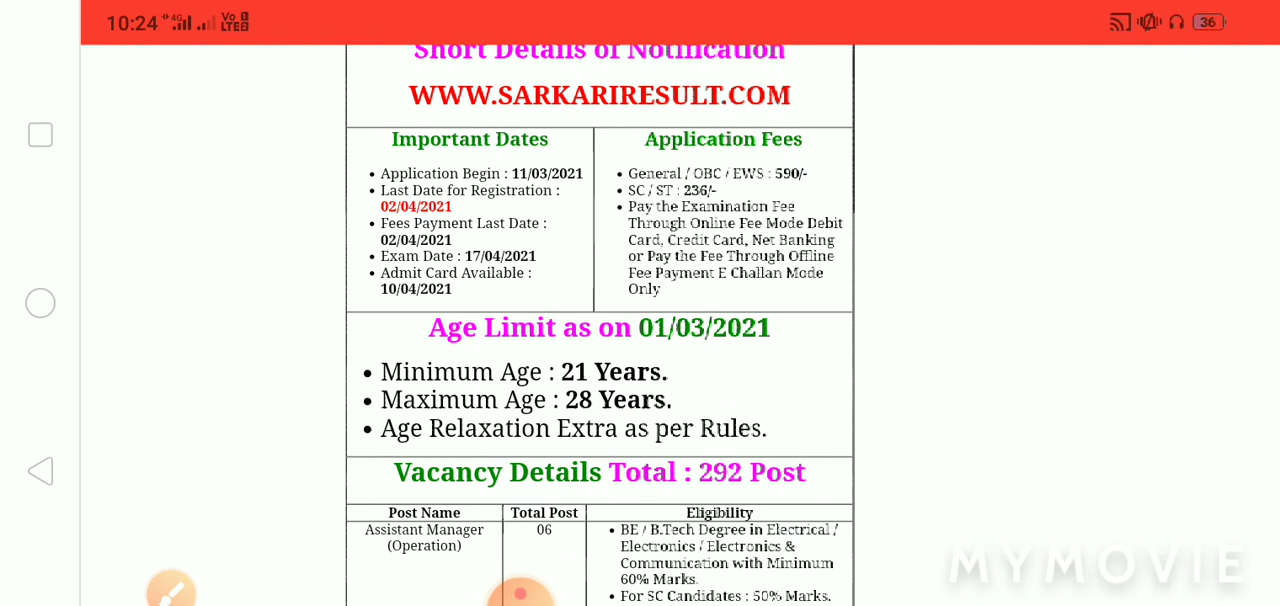 10:24 4G Vo LTE 36
Short Details of Notification
WWW.SARKARIRESULT.COM
Important Dates
Application Begin : 11/03/2021
Last Date for Registration :
02/04/2021
Fees Payment Last Date :
02/04/2021
Exam Date : 17/04/2021
Admit Card Available :
10/04/2021
Application Fees
General / OBC / EWS : 590/-
SC / ST : 236/-
Pay the Examination Fee
Through Online Fee Mode Debit
Card, Credit Card, Net Banking
or Pay the Fee Through Offline
Fee Payment E Challan Mode
Only
Age Limit as on 01/03/2021
Minimum Age : 21 Years.
Maximum Age : 28 Years.
Age Relaxation Extra as per Rules.
Vacancy Details Total : 292 Post
Post Name Total Post Eligibility
Assistant Manager
(Operation)
06
BE / B.Tech Degree in Electrical /
Electronics / Electronics &
Communication with Minimum
60% Marks.
For SC Candidates : 50% Marks.
MYMOVIE